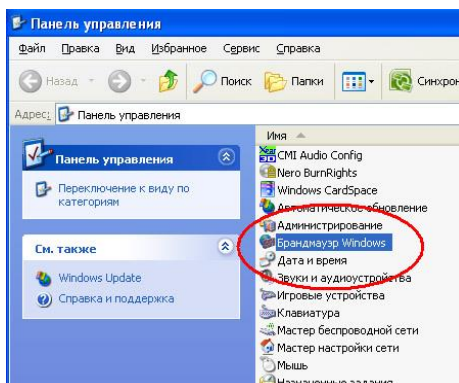 Панель управления
Файл Правка Вид Избранное Сервис Справка
Назад Поиск Папки Синхрон
Адрес: Панель управления
Имя
Панель управления
Переключение к виду по
категориям
См. также
Windows Update
Справка и поддержка
CMI Audio Config
Nero BurnRights
Windows CardSpace
Автоматическое обновление
Администрирование
Брандмауэр Windows
Дата и время
Звуки и аудиоустройства
Игровые устройства
Клавиатура
Мастер беспроводной сети
Мастер настройки сети
Мышь
Назначенные задания